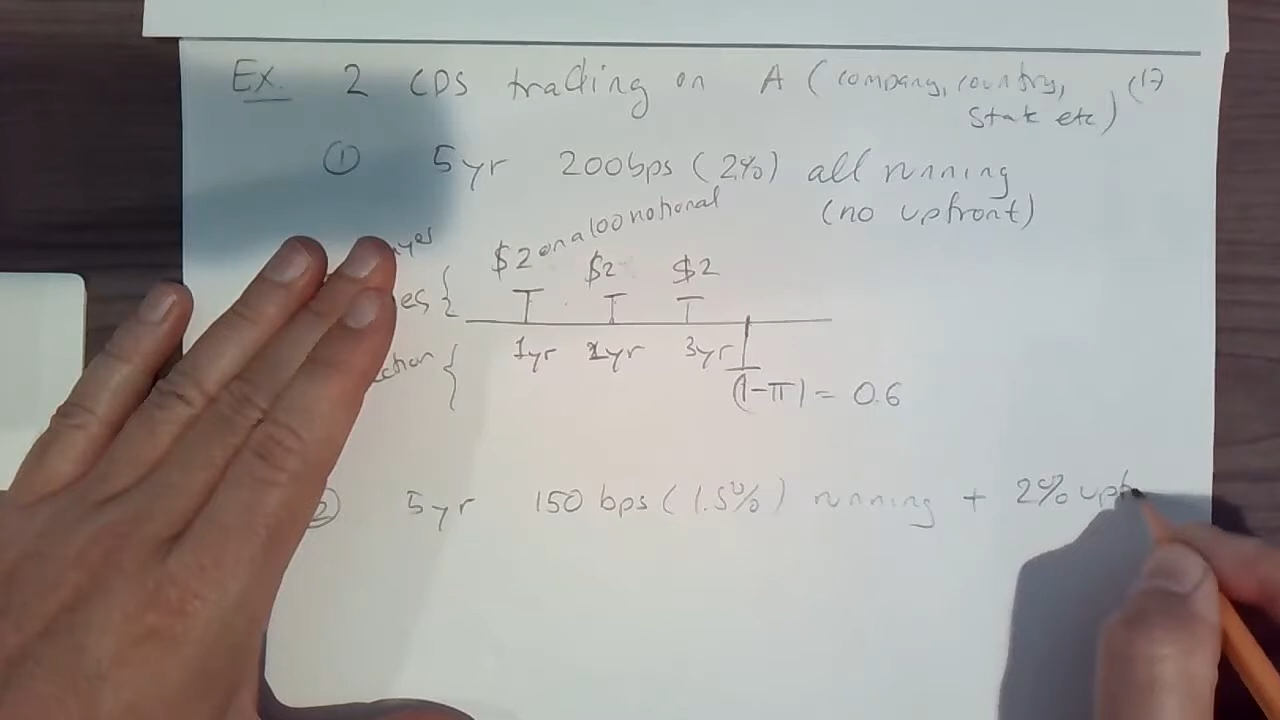 Ex. 2 CDS trading on A (company, country, (17
State etc)
① 5yr 200bps (2%) all running
(no upfront)
$2 on a 100 notional
$2 $2
1yr 2yr 3yr
(1-π) = 0.6
② 5yr 150 bps (1.5%) running + 2%